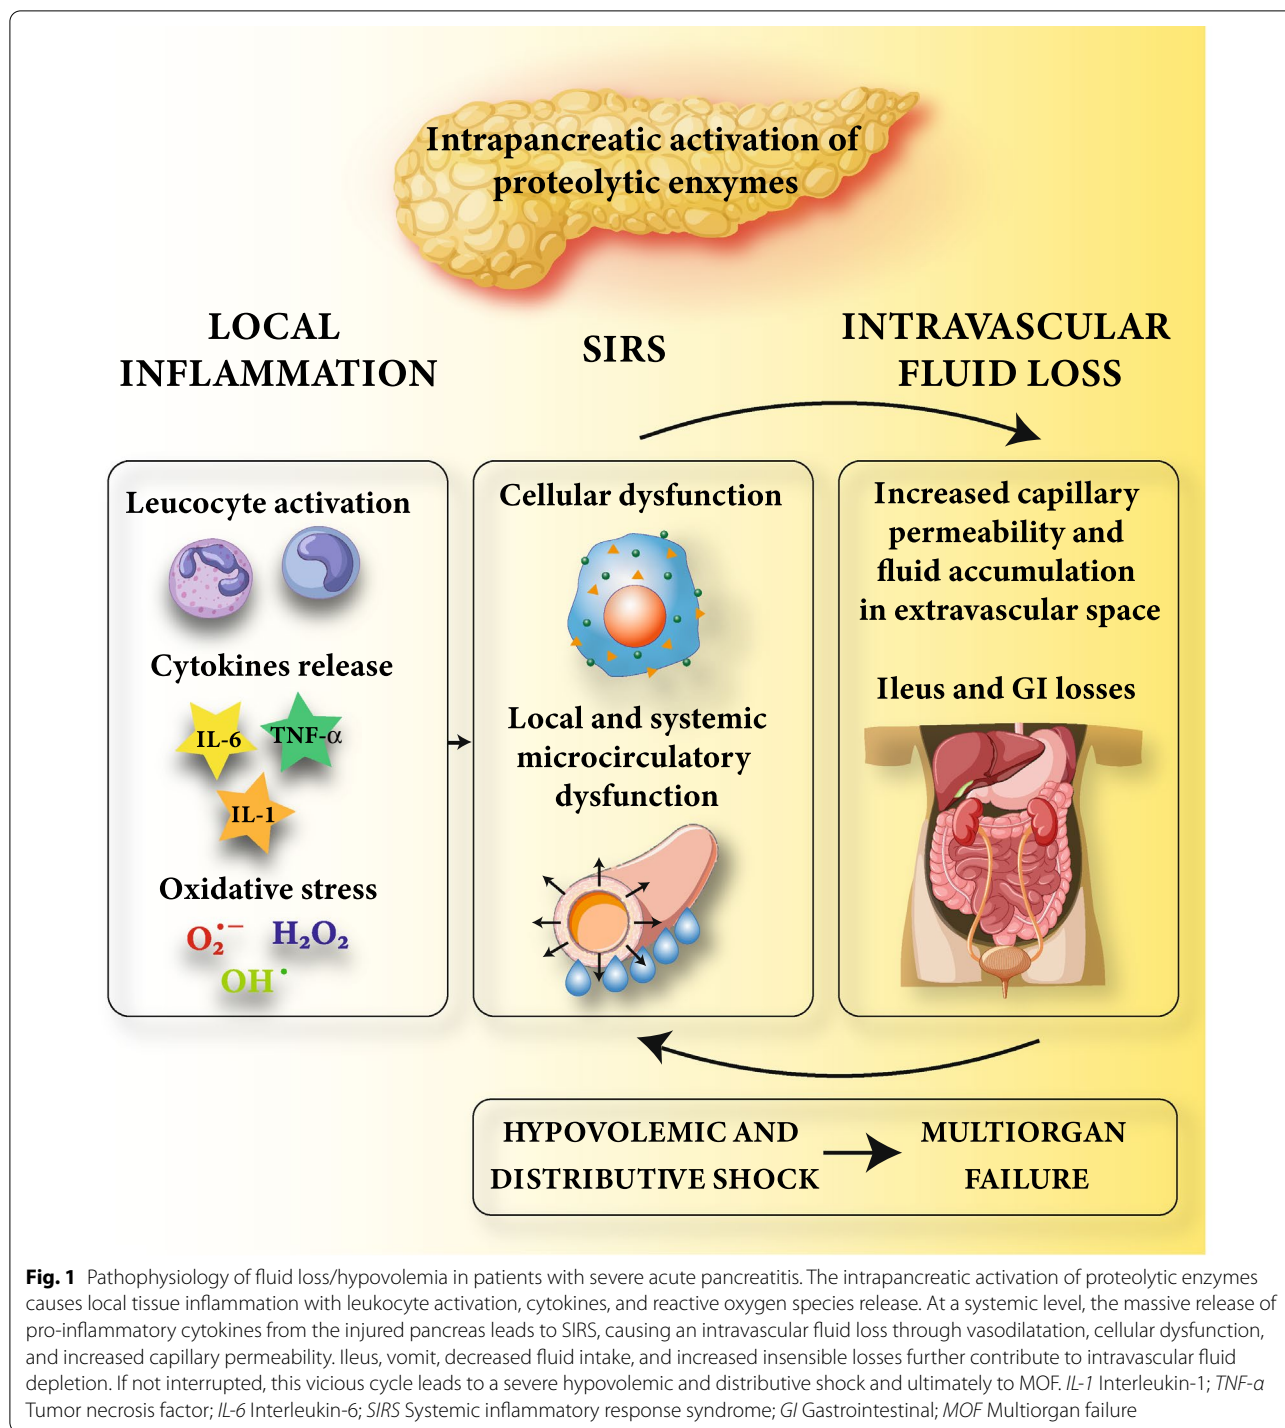 Intrapancreatic activation of
proteolytic enxymes
LOCAL
INFLAMMATION
SIRS
INTRAVASCULAR
FLUID LOSS
Leucocyte activation
Cytokines release
IL-6
TNF-α
IL-1
Oxidative stress
O₂•−
H₂O₂
OH•
Cellular dysfunction
Local and systemic
microcirculatory
dysfunction
Increased capillary
permeability and
fluid accumulation
in extravascular space
Ileus and GI losses
HYPOVOLEMIC AND
DISTRIBUTIVE SHOCK
MULTIORGAN
FAILURE
Fig. 1 Pathophysiology of fluid loss/hypovolemia in patients with severe acute pancreatitis. The intrapancreatic activation of proteolytic enzymes
causes local tissue inflammation with leukocyte activation, cytokines, and reactive oxygen species release. At a systemic level, the massive release of
pro-inflammatory cytokines from the injured pancreas leads to SIRS, causing an intravascular fluid loss through vasodilatation, cellular dysfunction,
and increased capillary permeability. Ileus, vomit, decreased fluid intake, and increased insensible losses further contribute to intravascular fluid
depletion. If not interrupted, this vicious cycle leads to a severe hypovolemic and distributive shock and ultimately to MOF. IL-1 Interleukin-1; TNF-α
Tumor necrosis factor; IL-6 Interleukin-6; SIRS Systemic inflammatory response syndrome; GI Gastrointestinal; MOF Multiorgan failure